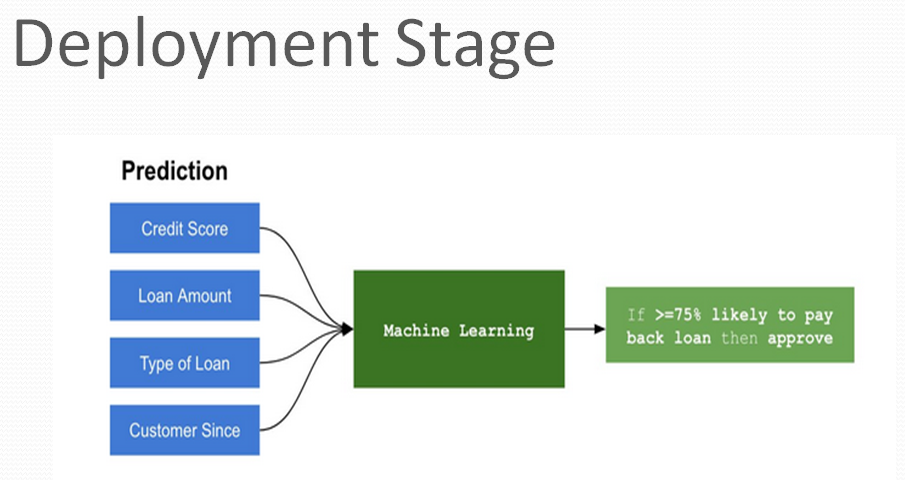 Deployment Stage
Prediction
Credit Score
Loan Amount
Type of Loan
Customer Since
Machine Learning
If >=75% likely to pay
back loan then approve